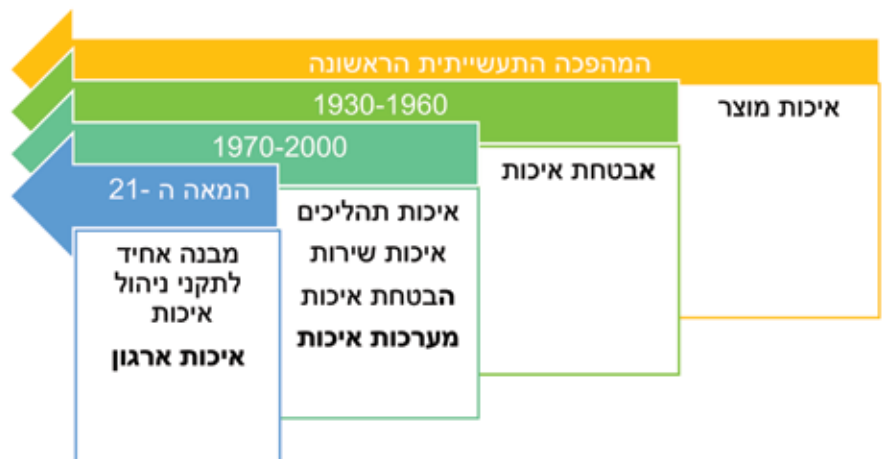 המהפכה התעשייתית הראשונה
איכות מוצר
1930-1960
אבטחת איכות
1970-2000
איכות תהליכים
איכות שירות
הבטחת איכות
מערכות איכות
המאה ה -21
מבנה אחיד
לתקני ניהול
איכות
איכות ארגון